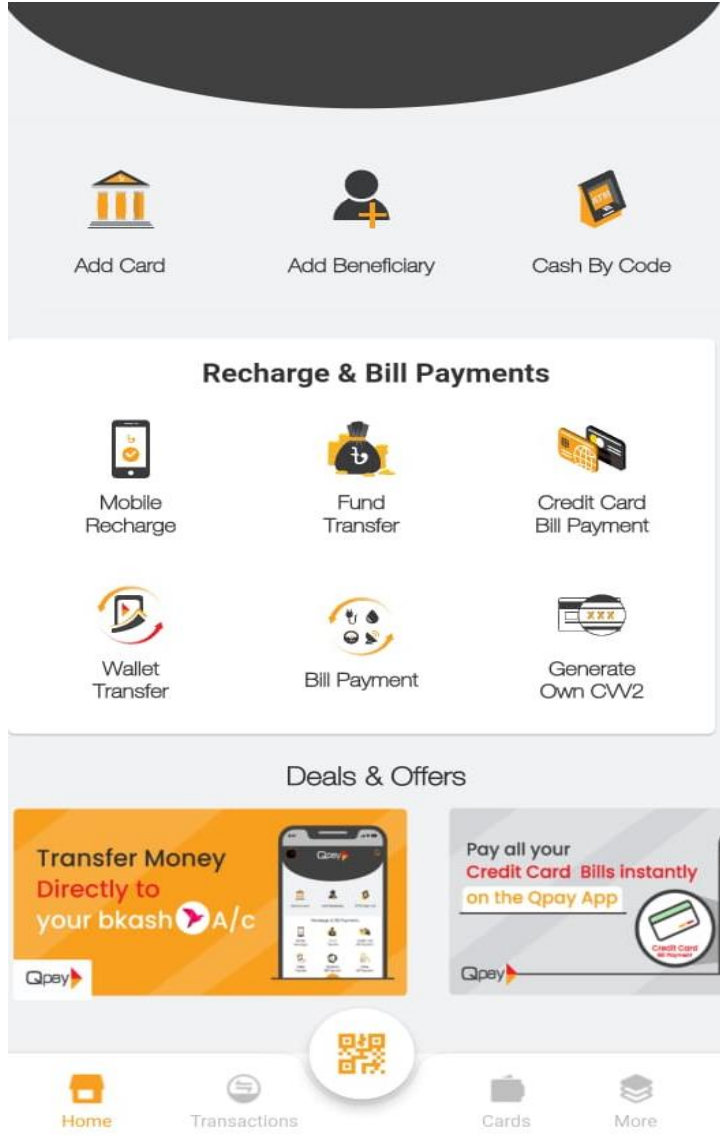 Add Card
Add Beneficiary
Cash By Code
Recharge & Bill Payments
Mobile
Recharge
Fund
Transfer
Credit Card
Bill Payment
Wallet
Transfer
Bill Payment
XXX
Generate
Own CVV2
Deals & Offers
Transfer Money
Directly to
your bkash A/c
Qpay
Qpay
Pay all your
Credit Card Bills instantly
on the Qpay App
Credit Card
Bill Payment
Qpay
Home
Transactions
Cards
More